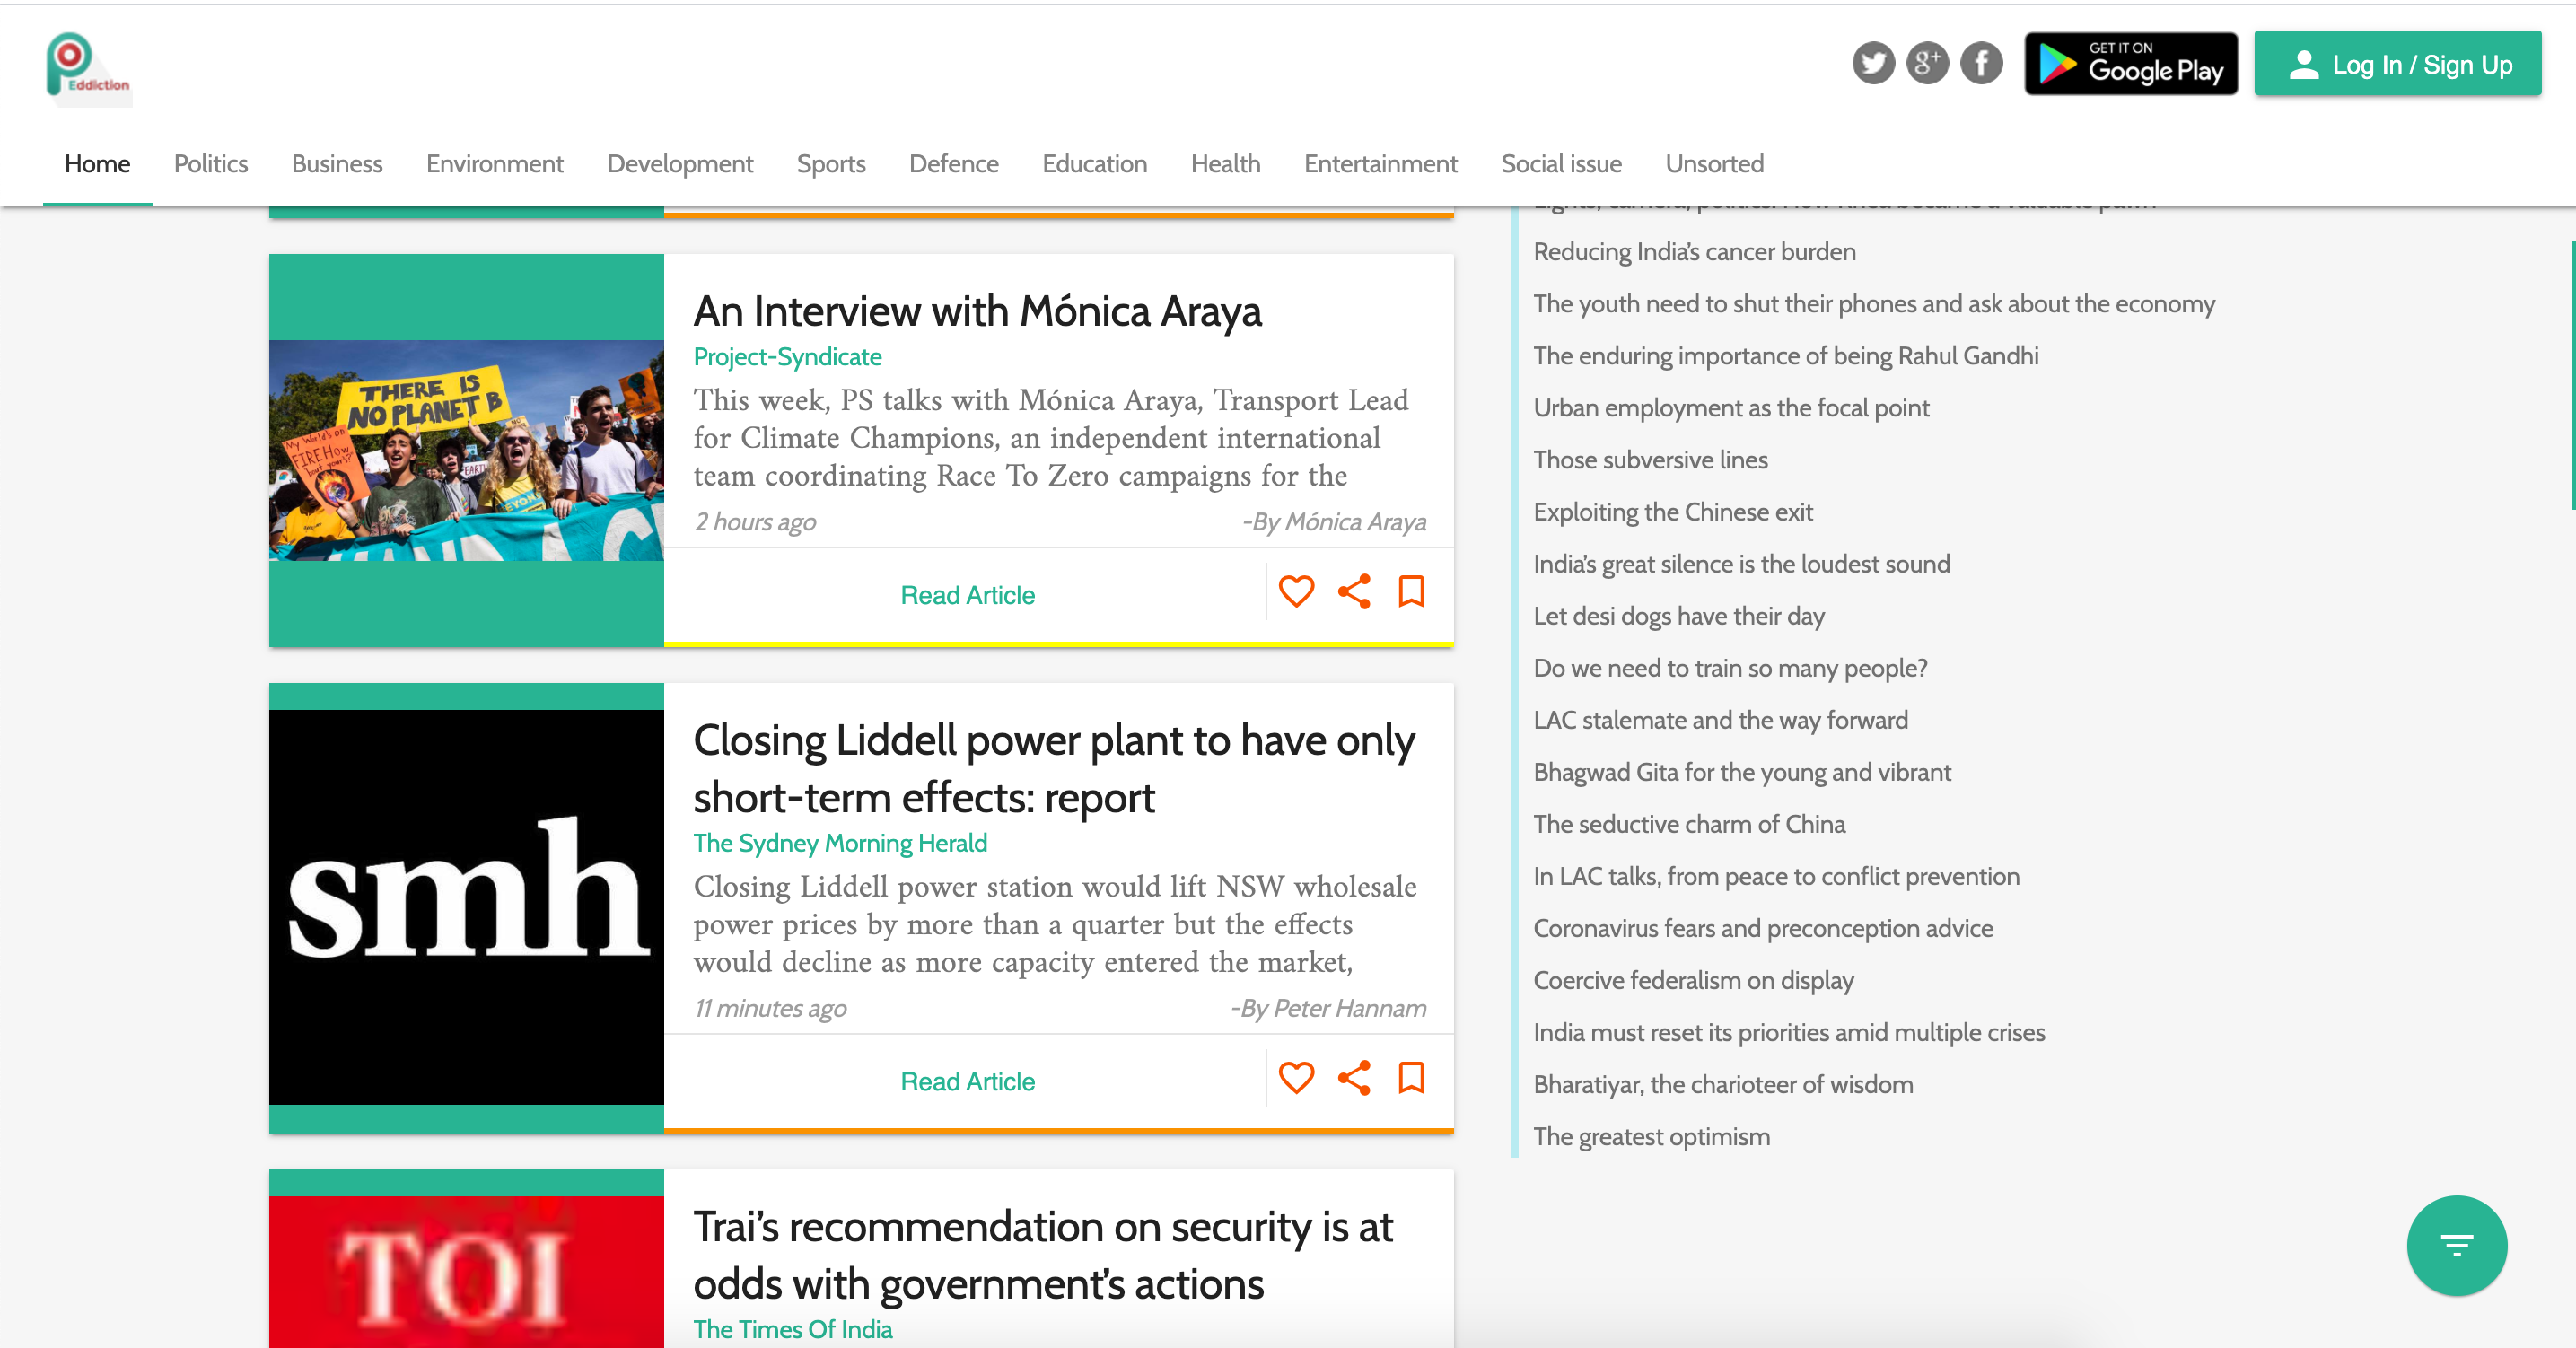 Eddiction
GET IT ON
Google Play
Log In / Sign Up
Home
Politics
Business
Environment
Development
Sports
Defence
Education
Health
Entertainment
Social issue
Unsorted
THERE IS
NO PLANET B
My World's on
FIRE How
bout yours?
EARTH
An Interview with Mónica Araya
Project-Syndicate
This week, PS talks with Mónica Araya, Transport Lead
for Climate Champions, an independent international
team coordinating Race To Zero campaigns for the
2 hours ago
-By Mónica Araya
Read Article
smh
Closing Liddell power plant to have only
short-term effects: report
The Sydney Morning Herald
Closing Liddell power station would lift NSW wholesale
power prices by more than a quarter but the effects
would decline as more capacity entered the market,
11 minutes ago
-By Peter Hannam
Read Article
TOI
Trai's recommendation on security is at
odds with government's actions
The Times Of India
Reducing India's cancer burden
The youth need to shut their phones and ask about the economy
The enduring importance of being Rahul Gandhi
Urban employment as the focal point
Those subversive lines
Exploiting the Chinese exit
India's great silence is the loudest sound
Let desi dogs have their day
Do we need to train so many people?
LAC stalemate and the way forward
Bhagwad Gita for the young and vibrant
The seductive charm of China
In LAC talks, from peace to conflict prevention
Coronavirus fears and preconception advice
Coercive federalism on display
India must reset its priorities amid multiple crises
Bharatiyar, the charioteer of wisdom
The greatest optimism